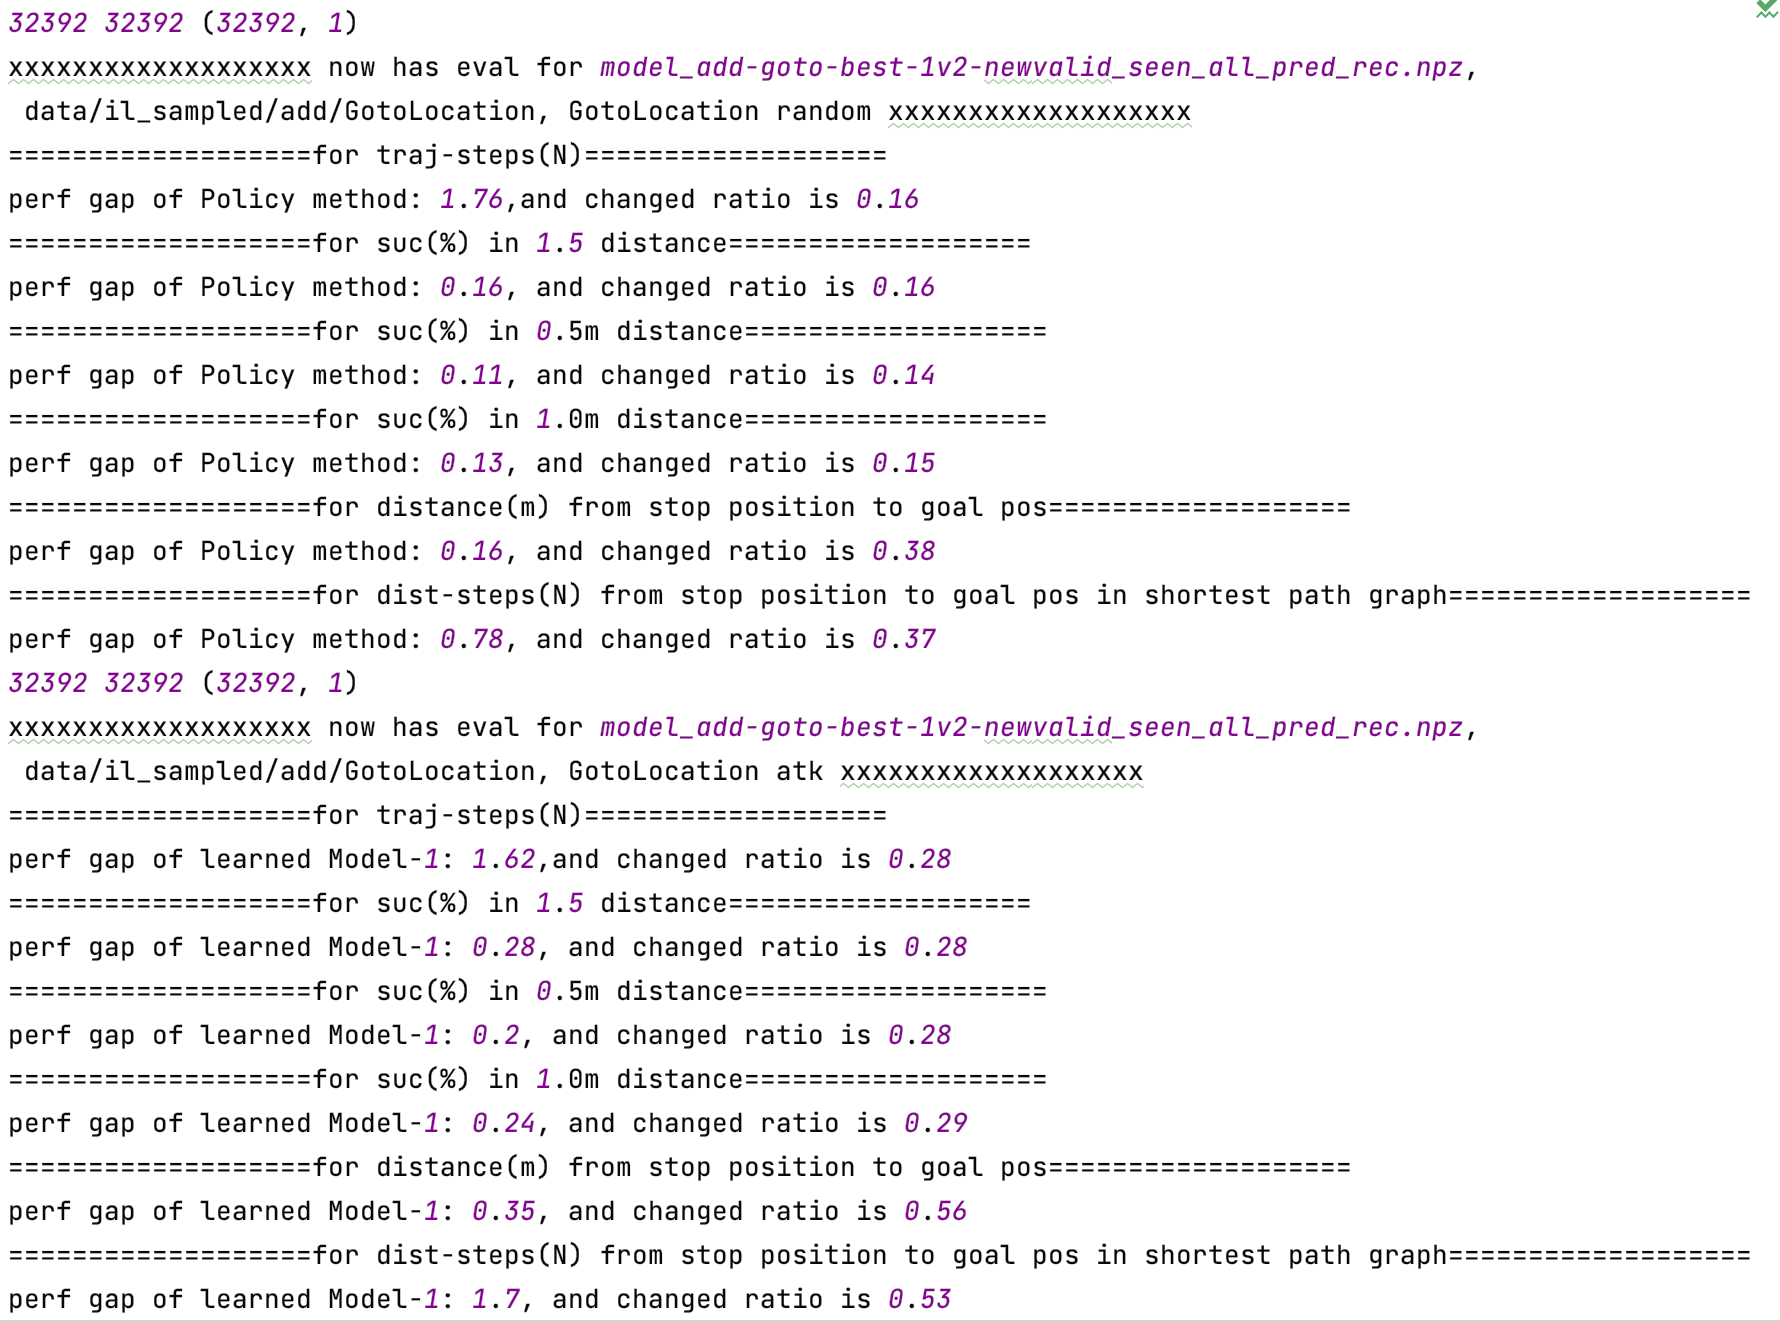 32392 32392 (32392, 1)
xxxxxxxxxxxxxxxxxxx now has eval for model_add-goto-best-1v2-newvalid_seen_all_pred_rec.npz,
data/il_sampled/add/GotoLocation, GotoLocation random xxxxxxxxxxxxxxxxxxx
===================for traj-steps(N)===================
perf gap of Policy method: 1.76,and changed ratio is 0.16
===================for suc(%) in 1.5 distance===================
perf gap of Policy method: 0.16, and changed ratio is 0.16
===================for suc(%) in 0.5m distance===================
perf gap of Policy method: 0.11, and changed ratio is 0.14
===================for suc(%) in 1.0m distance===================
perf gap of Policy method: 0.13, and changed ratio is 0.15
===================for distance(m) from stop position to goal pos===================
perf gap of Policy method: 0.16, and changed ratio is 0.38
===================for dist-steps(N) from stop position to goal pos in shortest path graph===================
perf gap of Policy method: 0.78, and changed ratio is 0.37
32392 32392 (32392, 1)
xxxxxxxxxxxxxxxxxxx now has eval for model_add-goto-best-1v2-newvalid_seen_all_pred_rec.npz,
data/il_sampled/add/GotoLocation, GotoLocation atk xxxxxxxxxxxxxxxxxxx
===================for traj-steps(N)===================
perf gap of learned Model-1: 1.62,and changed ratio is 0.28
===================for suc(%) in 1.5 distance===================
perf gap of learned Model-1: 0.28, and changed ratio is 0.28
===================for suc(%) in 0.5m distance===================
perf gap of learned Model-1: 0.2, and changed ratio is 0.28
===================for suc(%) in 1.0m distance===================
perf gap of learned Model-1: 0.24, and changed ratio is 0.29
===================for distance(m) from stop position to goal pos===================
perf gap of learned Model-1: 0.35, and changed ratio is 0.56
===================for dist-steps(N) from stop position to goal pos in shortest path graph===================
perf gap of learned Model-1: 1.7, and changed ratio is 0.53